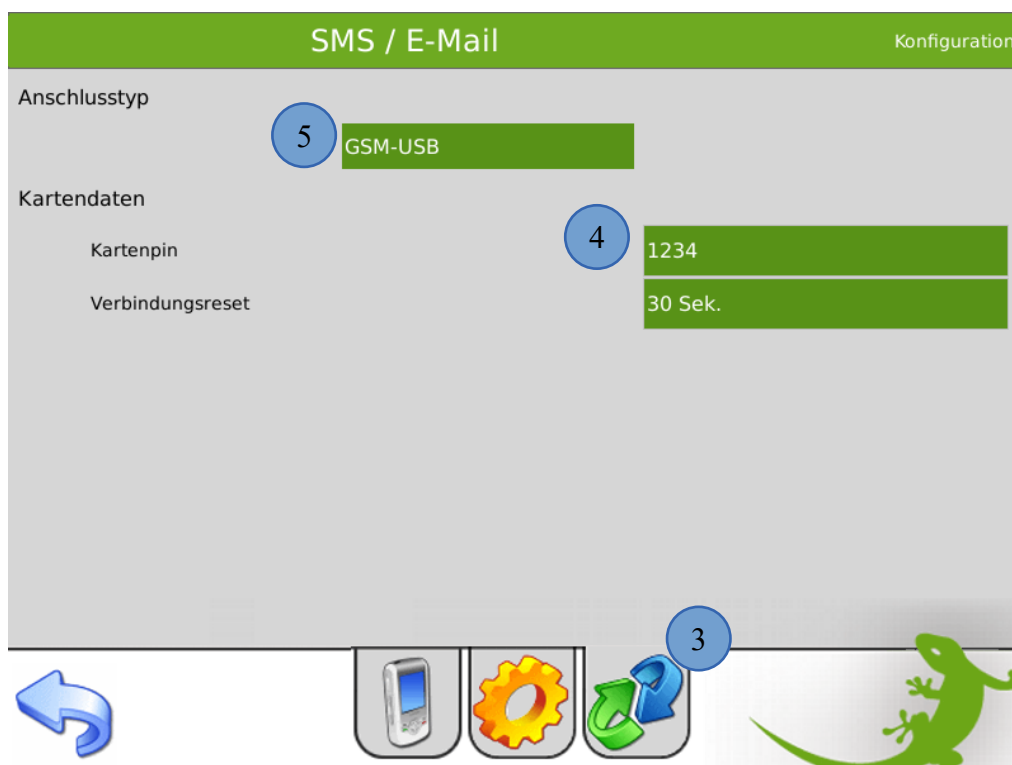 SMS / E-Mail
Konfiguration
Anschlusstyp
5
GSM-USB
Kartendaten
Kartenpin
4
1234
Verbindungsreset
30 Sek.
3